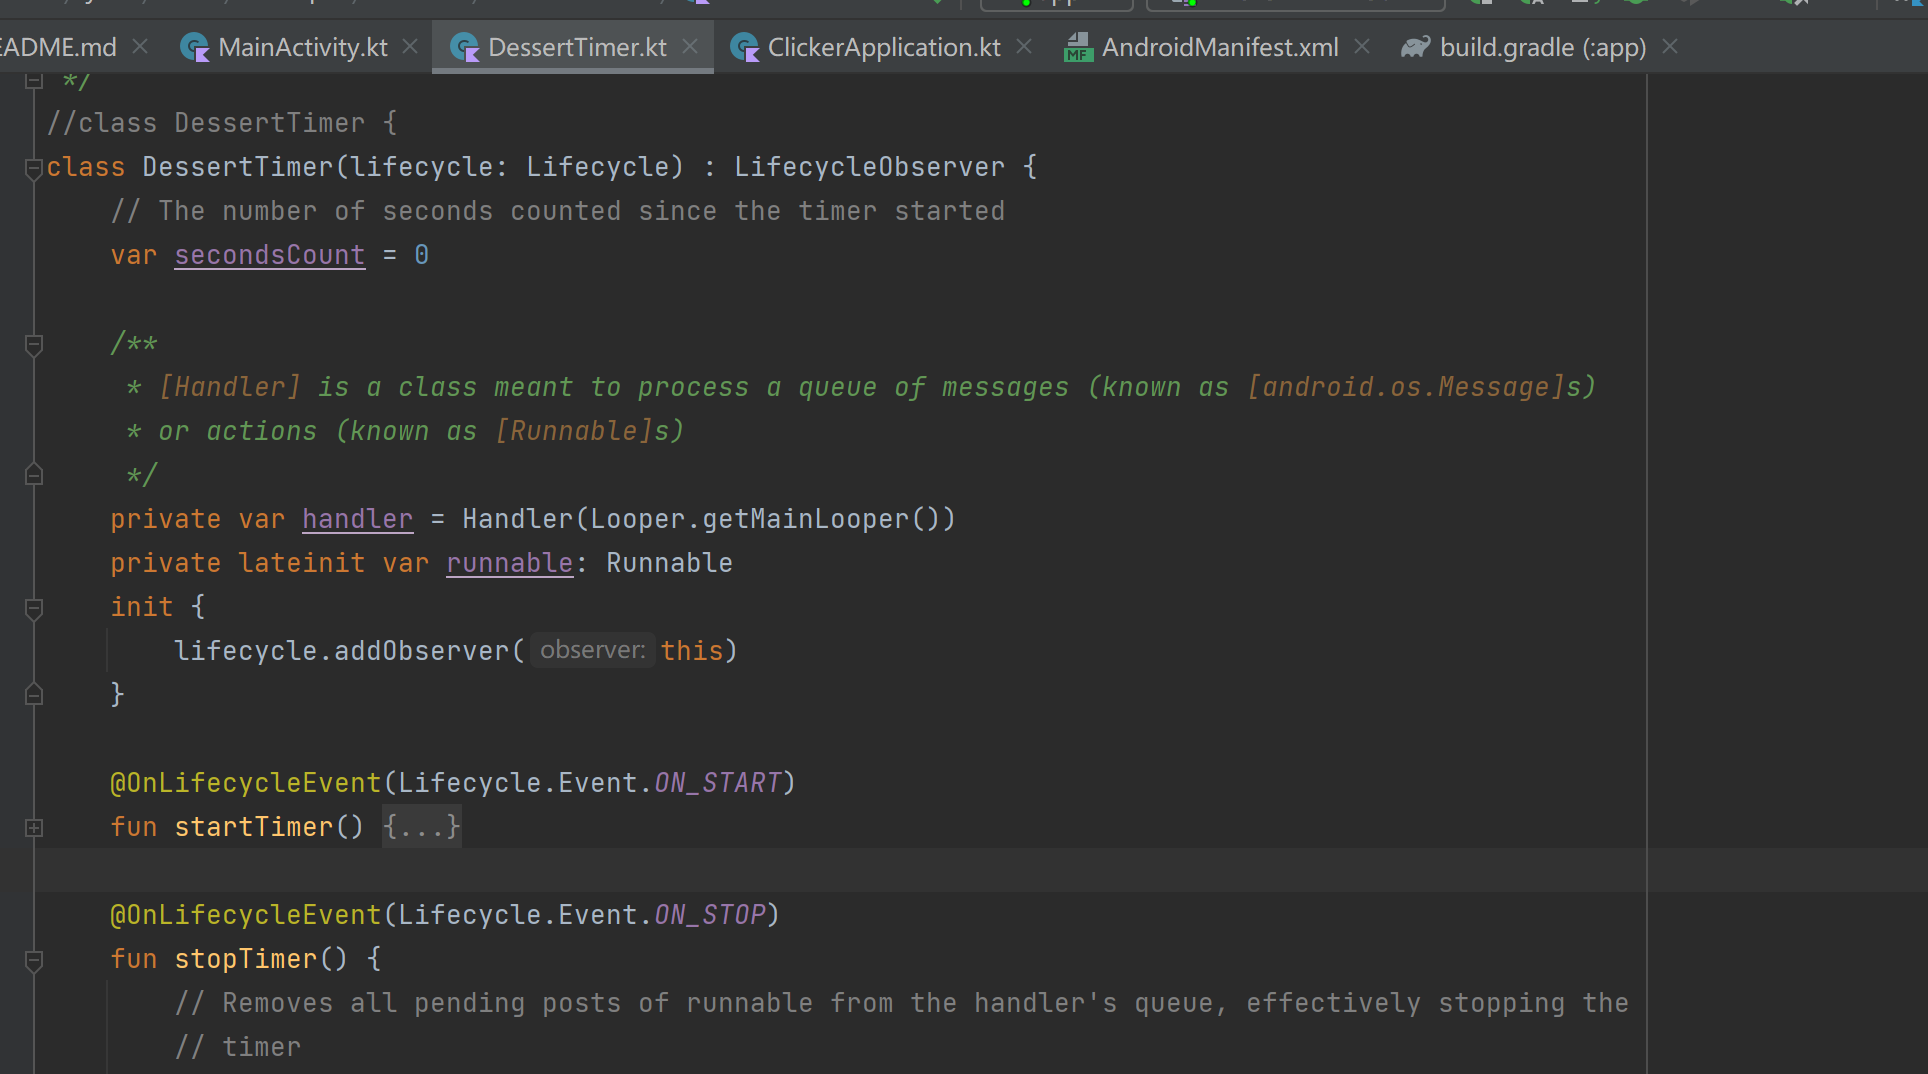 EADME.md MainActivity.kt DessertTimer.kt ClickerApplication.kt AndroidManifest.xml build.gradle (:app)
*/
//class DessertTimer {
class DessertTimer(lifecycle: Lifecycle) : LifecycleObserver {
// The number of seconds counted since the timer started
var secondsCount = 0
/**
* [Handler] is a class meant to process a queue of messages (known as [android.os.Message]s)
* or actions (known as [Runnable]s)
*/
private var handler = Handler(Looper.getMainLooper())
private lateinit var runnable: Runnable
init {
lifecycle.addObserver( observer: this)
}
@OnLifecycleEvent(Lifecycle.Event.ON_START)
fun startTimer() {...}
@OnLifecycleEvent(Lifecycle.Event.ON_STOP)
fun stopTimer() {
// Removes all pending posts of runnable from the handler's queue, effectively stopping the
// timer